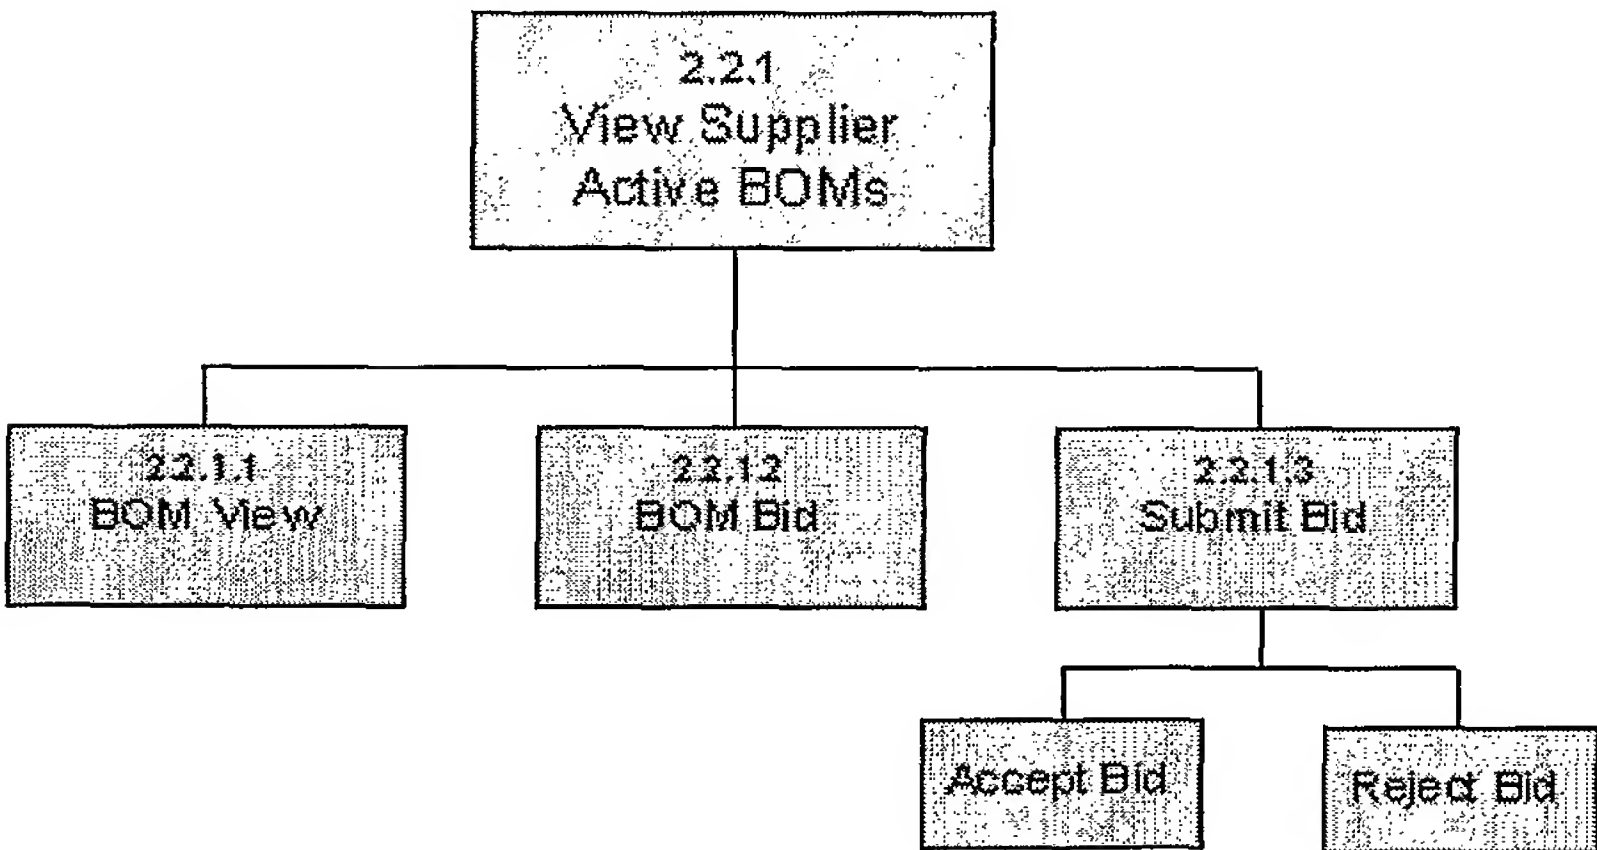 2.2.1
View Supplier
Active BOMs
2.2.1.1
BOM View
2.2.1.2
BOM Bid
2.2.1.3
Submit Bid
Accept Bid
Reject Bid